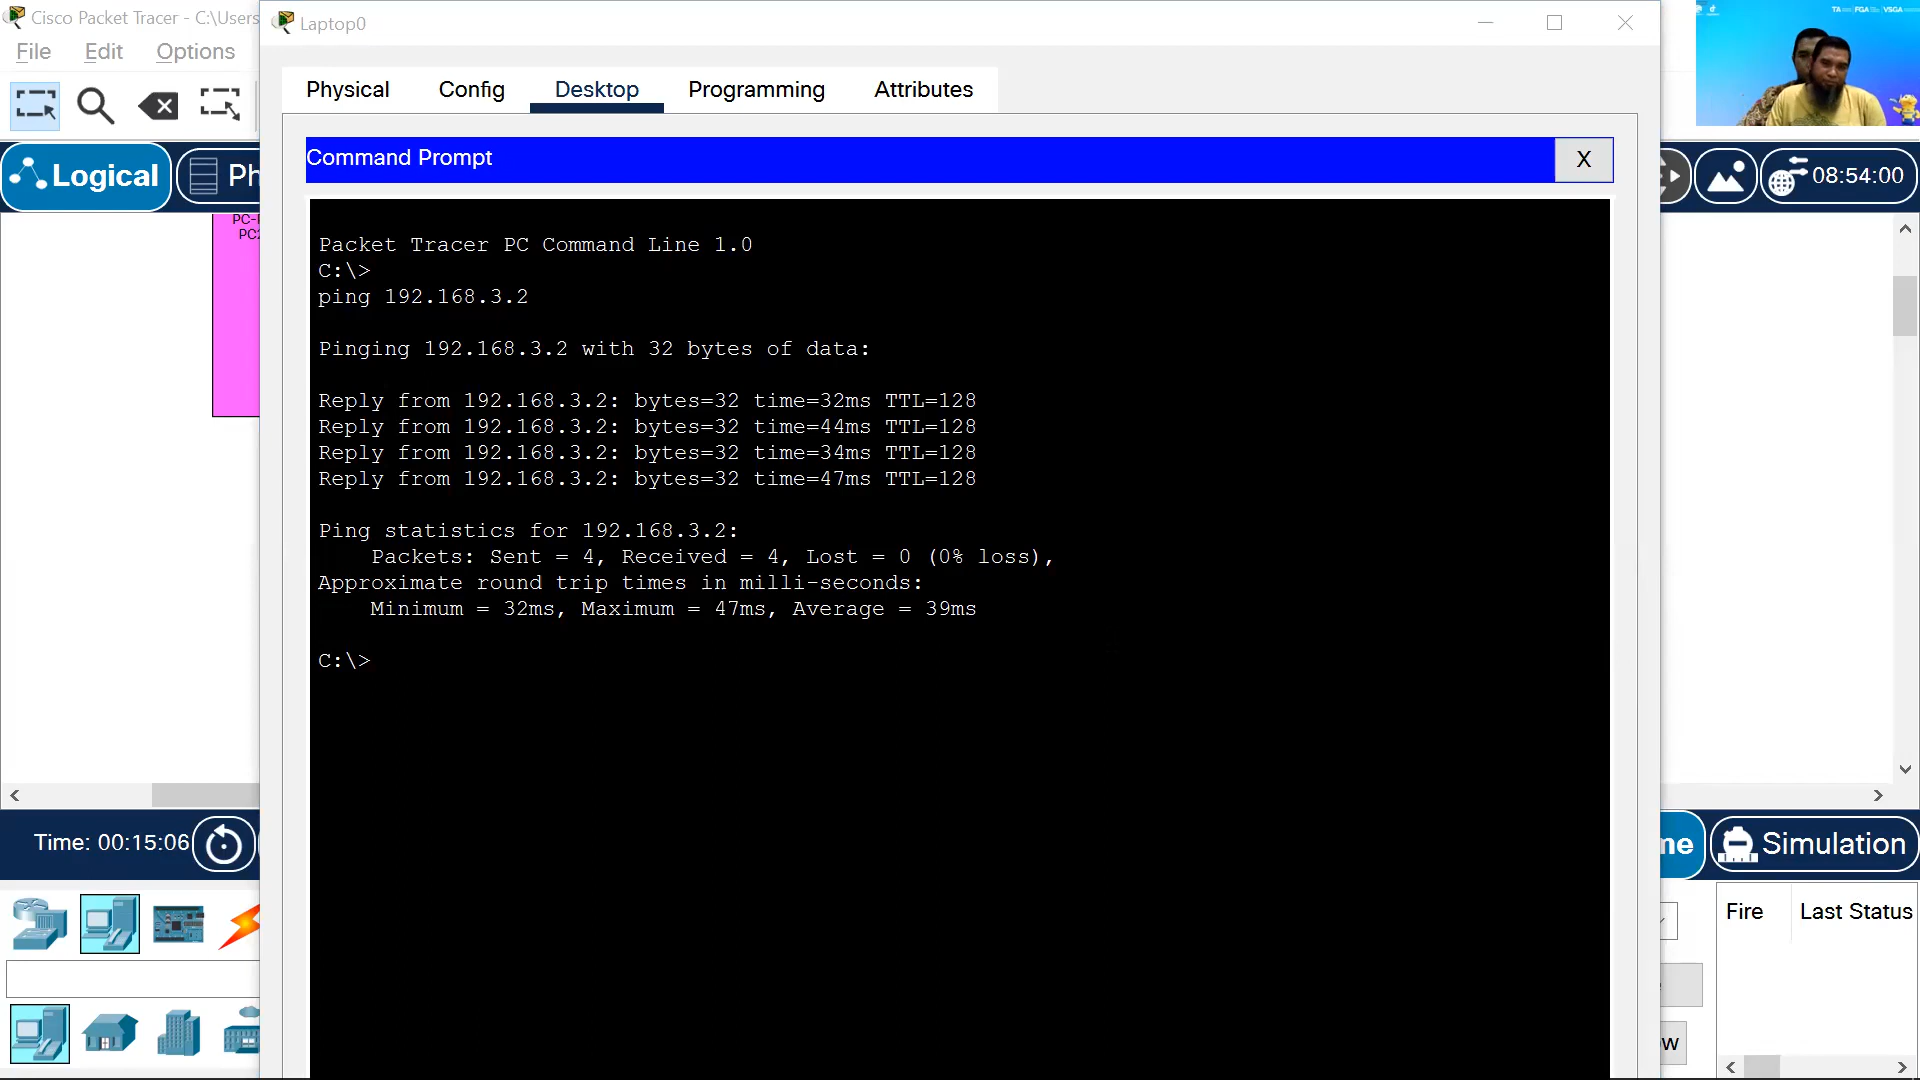 Cisco Packet Tracer - C:\Users
Laptop0
File Edit Options
Physical Config Desktop Programming Attributes
TA FGA VSGA
Command Prompt X
Logical
08:54:00
Packet Tracer PC Command Line 1.0
C:\>
ping 192.168.3.2
Pinging 192.168.3.2 with 32 bytes of data:
Reply from 192.168.3.2: bytes=32 time=32ms TTL=128
Reply from 192.168.3.2: bytes=32 time=44ms TTL=128
Reply from 192.168.3.2: bytes=32 time=34ms TTL=128
Reply from 192.168.3.2: bytes=32 time=47ms TTL=128
Ping statistics for 192.168.3.2:
Packets: Sent = 4, Received = 4, Lost = 0 (0% loss),
Approximate round trip times in milli-seconds:
Minimum = 32ms, Maximum = 47ms, Average = 39ms
C:\>
Time: 00:15:06
Simulation
Fire Last Status